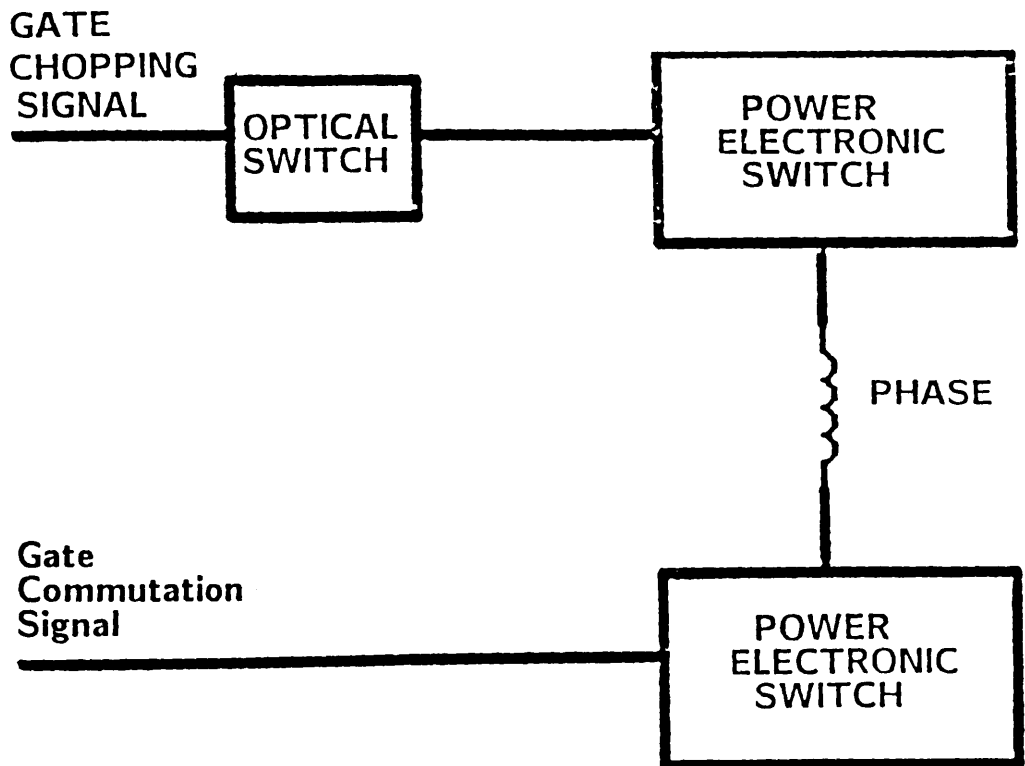 GATE
CHOPPING
SIGNAL
OPTICAL
SWITCH
POWER
ELECTRONIC
SWITCH
PHASE
Gate
Commutation
Signal
POWER
ELECTRONIC
SWITCH